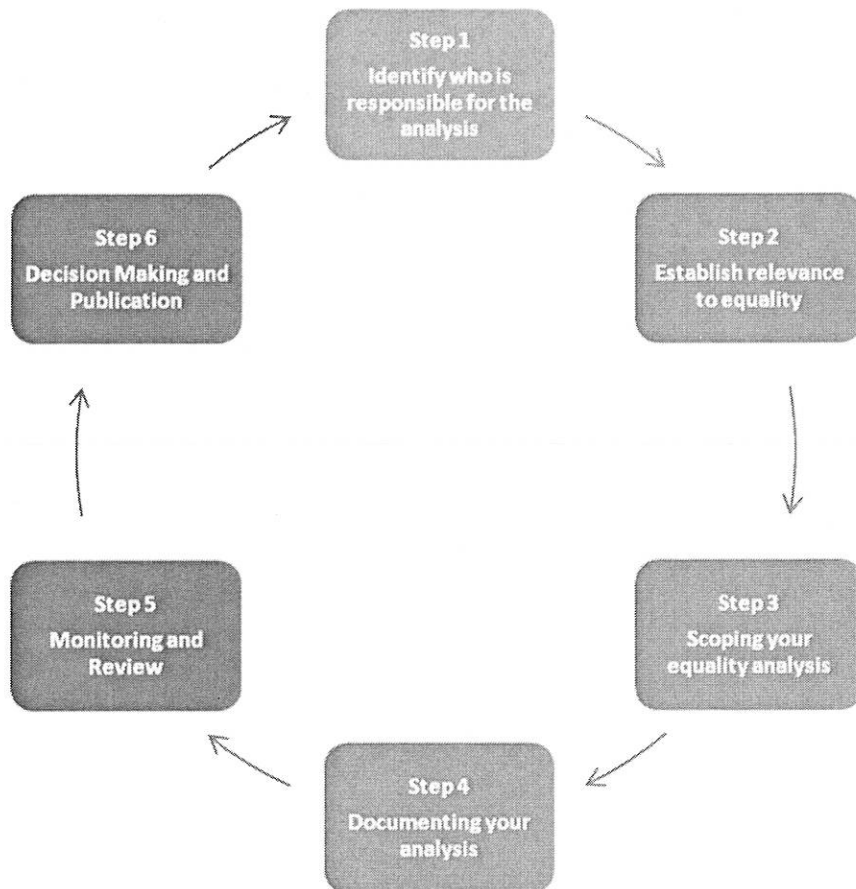 Step 1
Identify who is
responsible for the
analysis
Step 2
Establish relevance
to equality
Step 3
Scoping your
equality analysis
Step 4
Documenting your
analysis
Step 5
Monitoring and
Review
Step 6
Decision Making and
Publication